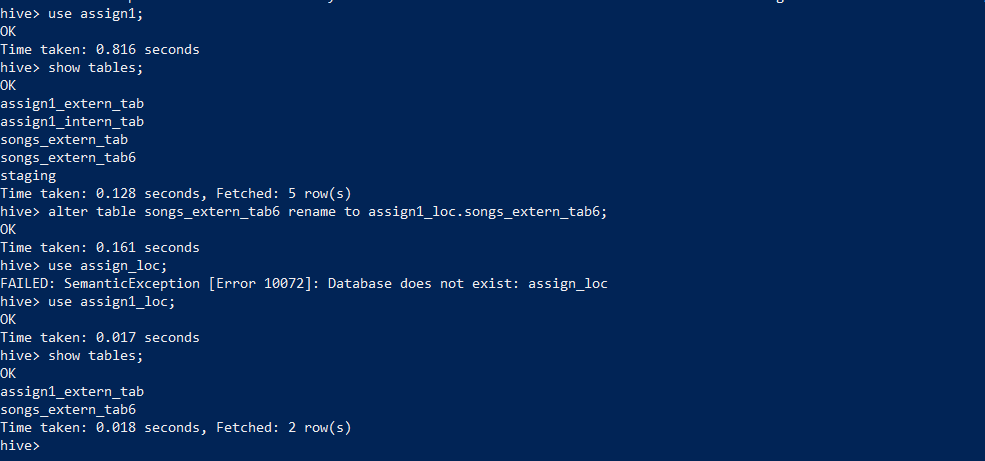 hive> use assign1;
OK
Time taken: 0.816 seconds
hive> show tables;
OK
assign1_extern_tab
assign1_intern_tab
songs_extern_tab
songs_extern_tab6
staging
Time taken: 0.128 seconds, Fetched: 5 row(s)
hive> alter table songs_extern_tab6 rename to assign1_loc.songs_extern_tab6;
OK
Time taken: 0.161 seconds
hive> use assign_loc;
FAILED: SemanticException [Error 10072]: Database does not exist: assign_loc
hive> use assign1_loc;
OK
Time taken: 0.017 seconds
hive> show tables;
OK
assign1_extern_tab
songs_extern_tab6
Time taken: 0.018 seconds, Fetched: 2 row(s)
hive>